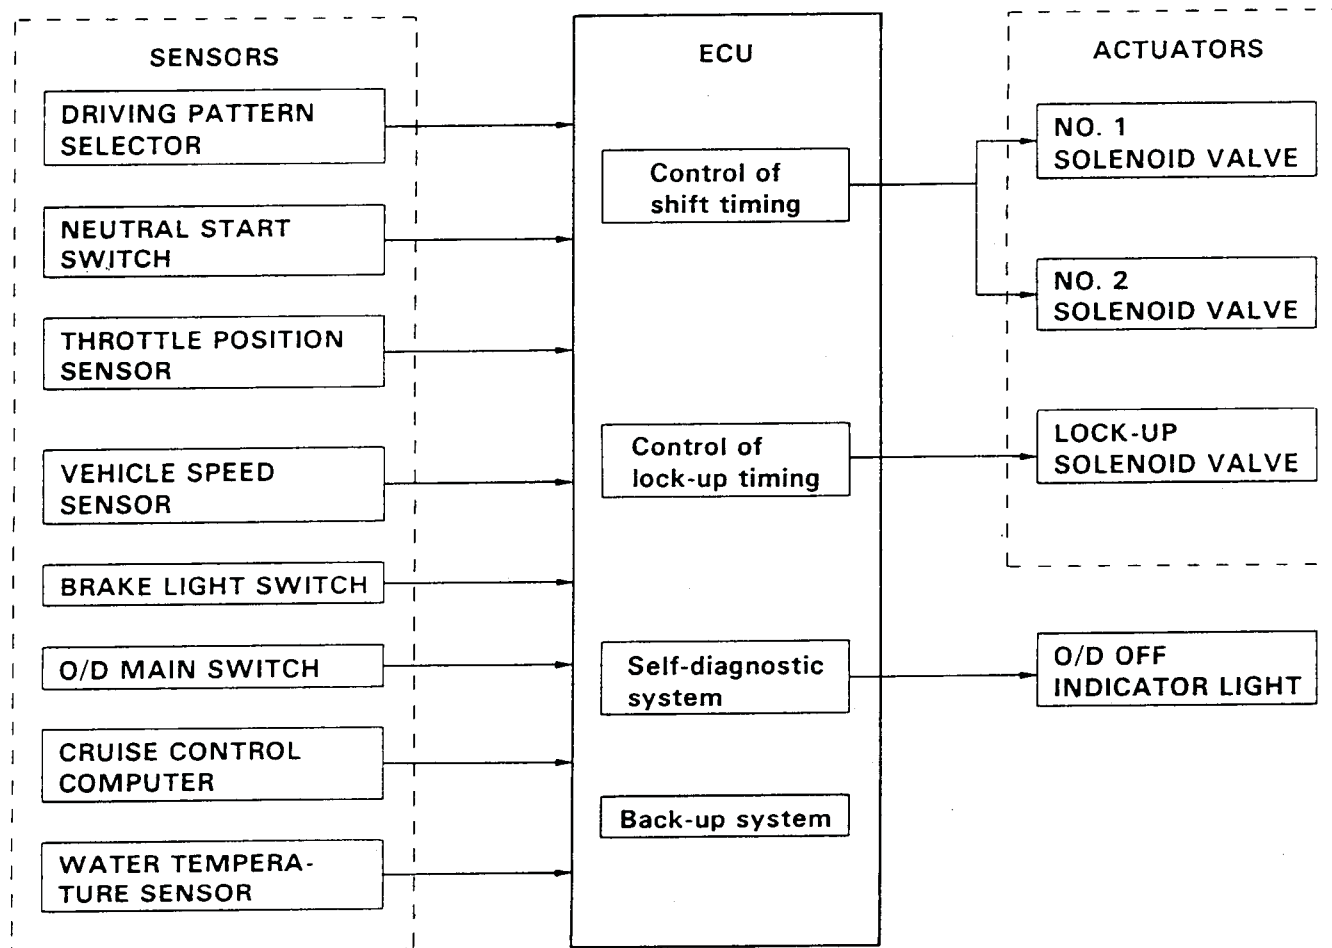 SENSORS
DRIVING PATTERN
SELECTOR
NEUTRAL START
SWITCH
THROTTLE POSITION
SENSOR
VEHICLE SPEED
SENSOR
BRAKE LIGHT SWITCH
O/D MAIN SWITCH
CRUISE CONTROL
COMPUTER
WATER TEMPERA-
TURE SENSOR
ECU
Control of
shift timing
Control of
lock-up timing
Self-diagnostic
system
Back-up system
ACTUATORS
NO. 1
SOLENOID VALVE
NO. 2
SOLENOID VALVE
LOCK-UP
SOLENOID VALVE
O/D OFF
INDICATOR LIGHT